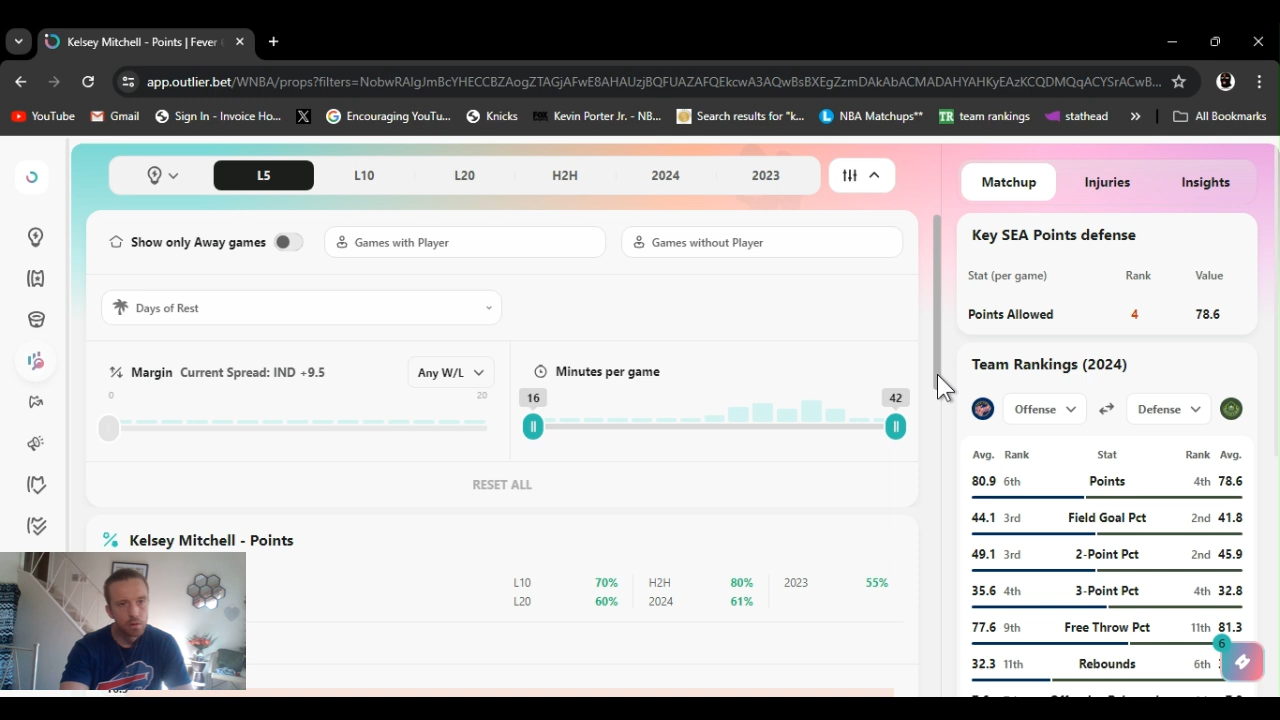 Kelsey Mitchell - Points | Fever
app.outlier.bet/WNBA/props?filters=NobwRAIgJmBcYHECCBZAogZTAGjAFwE8AHAUzjBQFUAZAFQEkcwA3AQwBsBXEgZzmDAkAbACMADAHYAHKyEAzKCQDMQqACYSrACwB...
YouTube Gmail Sign In - Invoice Ho... Encouraging YouTu... Knicks Kevin Porter Jr. - NB... Search results for "k... NBA Matchups** TR team rankings stathead » All Bookmarks
L5 L10 L20 H2H 2024 2023
Matchup Injuries Insights
Show only Away games Games with Player Games without Player
Key SEA Points defense
Stat (per game) Rank Value
Days of Rest
Points Allowed 4 78.6
Margin Current Spread: IND +9.5 Any W/L Minutes per game
Team Rankings (2024)
0 20 16 42
Offense Defense
Avg. Rank Stat Rank Avg.
80.9 6th Points 4th 78.6
RESET ALL
44.1 3rd Field Goal Pct 2nd 41.8
Kelsey Mitchell - Points
49.1 3rd 2-Point Pct 2nd 45.9
L10 70% H2H 80% 2023 55%
L20 60% 2024 61%
35.6 4th 3-Point Pct 4th 32.8
77.6 9th Free Throw Pct 11th 81.3
6
32.3 11th Rebounds 6th